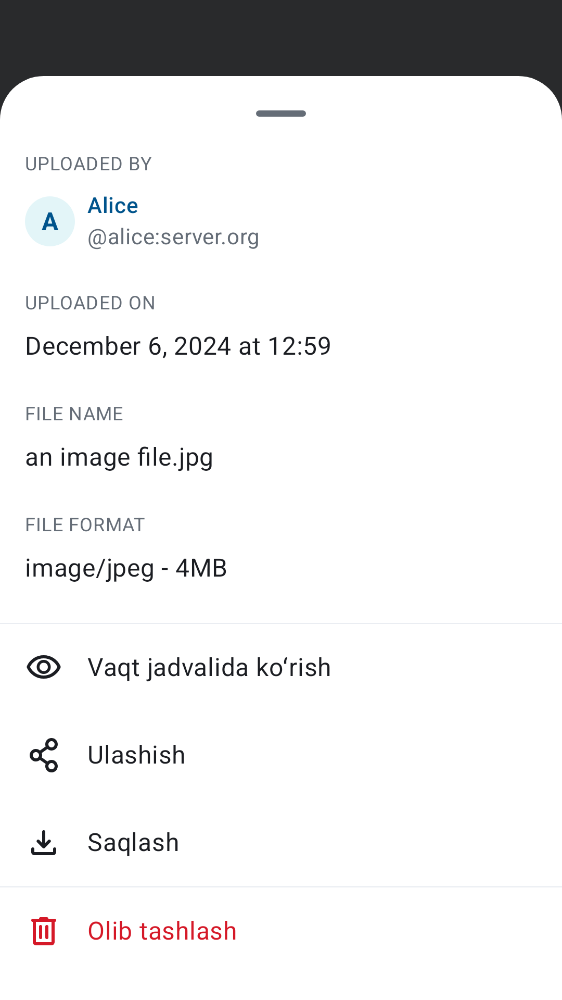 UPLOADED BY
A
Alice
@alice:server.org
UPLOADED ON
December 6, 2024 at 12:59
FILE NAME
an image file.jpg
FILE FORMAT
image/jpeg - 4MB
Vaqt jadvalida koʻrish
Ulashish
Saqlash
Olib tashlash